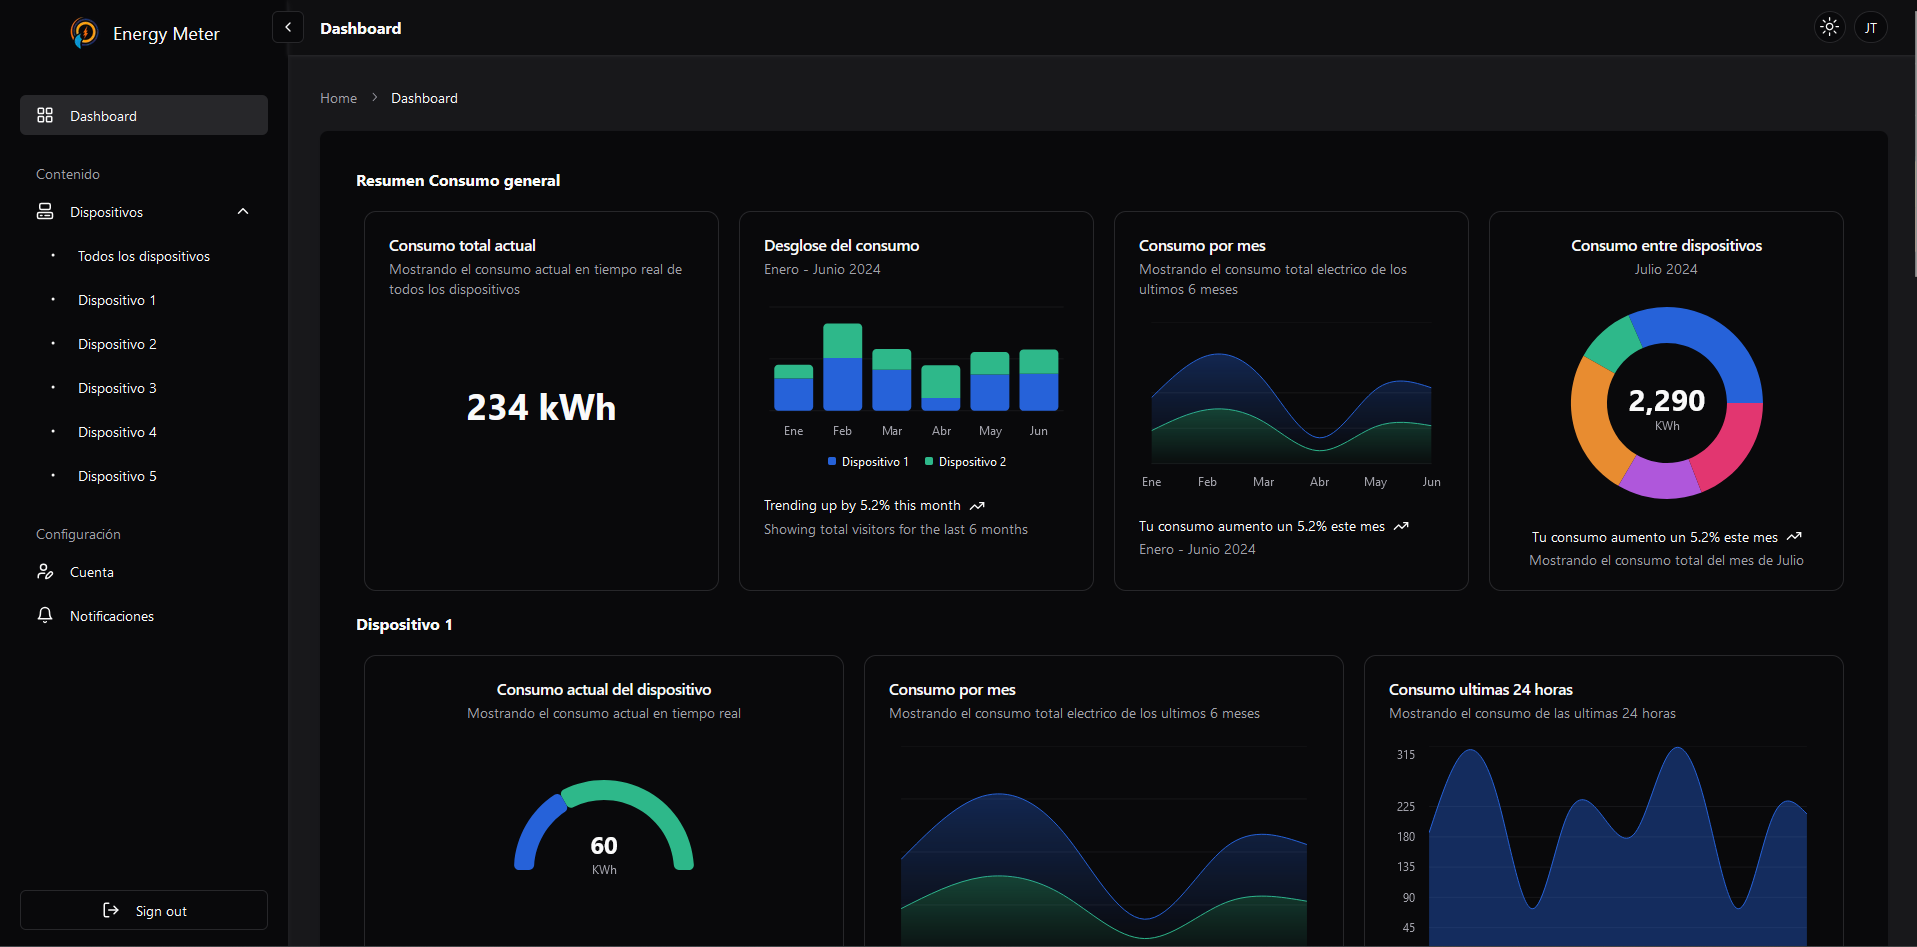 Energy Meter
Dashboard
JT
Dashboard
Contenido
Dispositivos
Todos los dispositivos
Dispositivo 1
Dispositivo 2
Dispositivo 3
Dispositivo 4
Dispositivo 5
Configuración
Cuenta
Notificaciones
Sign out
Home
Dashboard
Resumen Consumo general
Consumo total actual
Mostrando el consumo actual en tiempo real de
todos los dispositivos
234 kWh
Desglose del consumo
Enero - Junio 2024
Ene Feb Mar Abr May Jun
Dispositivo 1 Dispositivo 2
Trending up by 5.2% this month
Showing total visitors for the last 6 months
Consumo por mes
Mostrando el consumo total electrico de los
ultimos 6 meses
Ene Feb Mar Abr May Jun
Tu consumo aumento un 5.2% este mes
Enero - Junio 2024
Consumo entre dispositivos
Julio 2024
2,290
KWh
Tu consumo aumento un 5.2% este mes
Mostrando el consumo total del mes de Julio
Dispositivo 1
Consumo actual del dispositivo
Mostrando el consumo actual en tiempo real
60
KWh
Consumo por mes
Mostrando el consumo total electrico de los ultimos 6 meses
Consumo ultimas 24 horas
Mostrando el consumo de las ultimas 24 horas
315
225
180
135
90
45